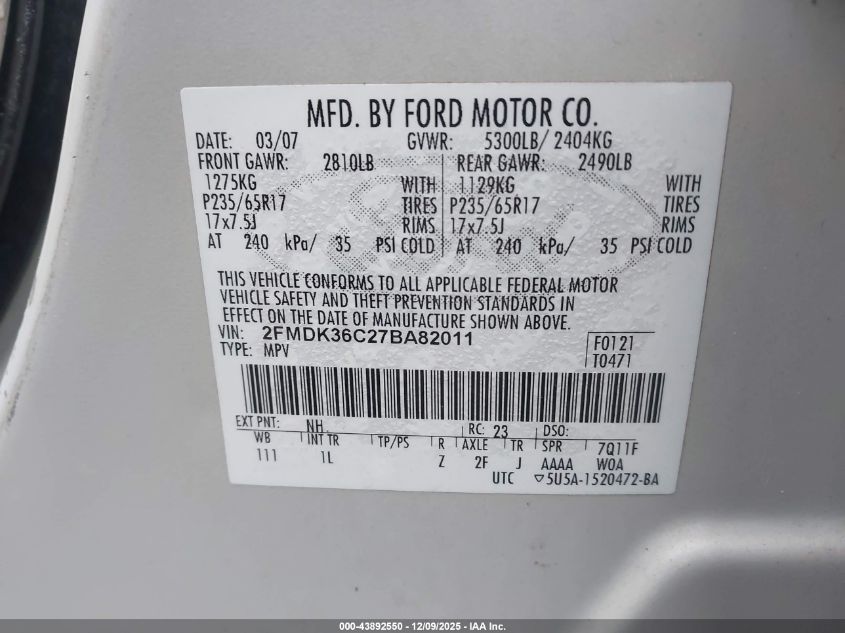 MFD. BY FORD MOTOR CO.
DATE: 03/07 GVWR: 5300LB/ 2404KG
FRONT GAWR: 2810LB REAR GAWR: 2490LB
1275KG WITH 1129KG WITH
P235/65R17 TIRES P235/65R17 TIRES
17x7.5J RIMS 17x7.5J RIMS
AT 240 kPa/ 35 PSI COLD AT 240 kPa/ 35 PSI COLD
THIS VEHICLE CONFORMS TO ALL APPLICABLE FEDERAL MOTOR
VEHICLE SAFETY AND THEFT PREVENTION STANDARDS IN
EFFECT ON THE DATE OF MANUFACTURE SHOWN ABOVE.
VIN: 2FMDK36C27BA82011 F0121
TYPE: MPV T0471
EXT PNT: NH RC: 23 DSO:
WB INT TR TP/PS R AXLE TR SPR 7Q11F
111 1L Z 2F J AAAA WOA
UTC ▽5U5A-1520472-BA
000-43892550 | 12/09/2025 - IAA Inc.